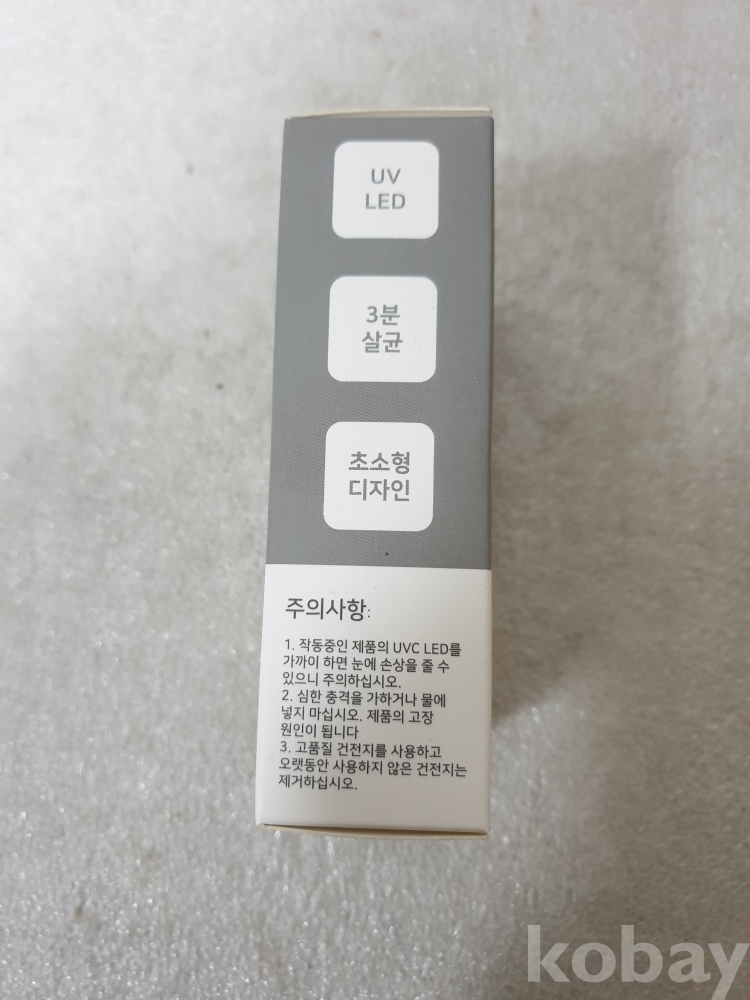 UV
LED
3분
살균
초소형
디자인
주의사항:
1. 작동중인 제품의 UVC LED를
가까이 하면 눈에 손상을 줄 수
있으니 주의하십시오.
2. 심한 충격을 가하거나 물에
넣지 마십시오. 제품의 고장
원인이 됩니다
3. 고품질 건전지를 사용하고
오랫동안 사용하지 않은 건전지는
제거하십시오.
kobay